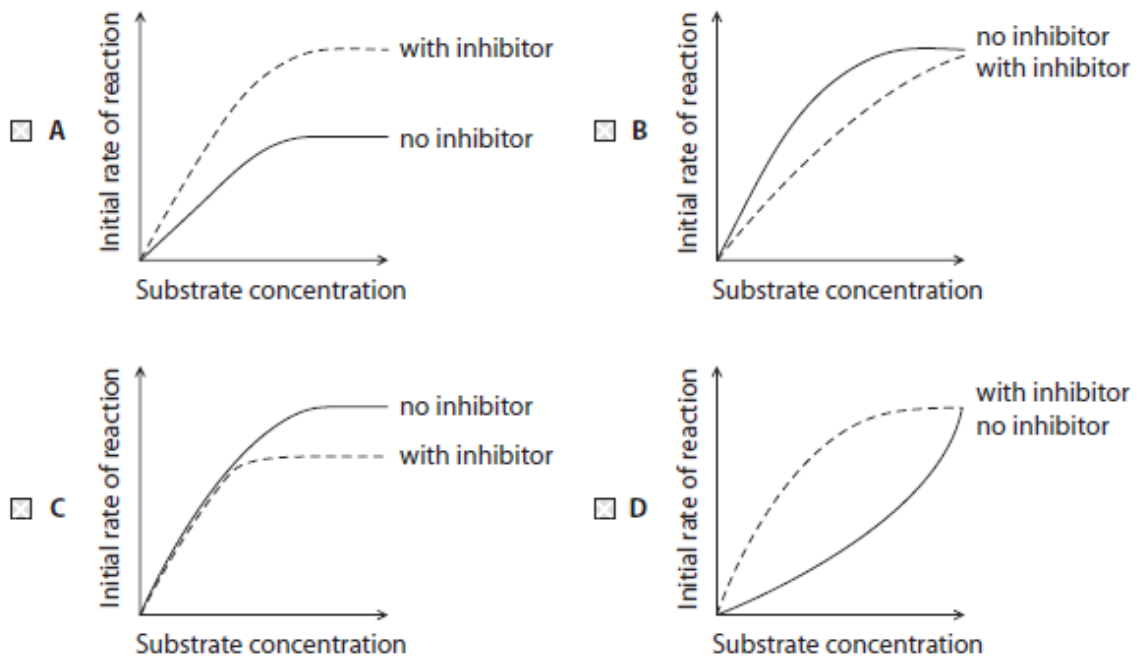 Initial rate of reaction
with inhibitor
A
no inhibitor
Substrate concentration
Initial rate of reaction
no inhibitor
with inhibitor
B
Substrate concentration
Initial rate of reaction
no inhibitor
with inhibitor
C
Substrate concentration
Initial rate of reaction
with inhibitor
no inhibitor
D
Substrate concentration